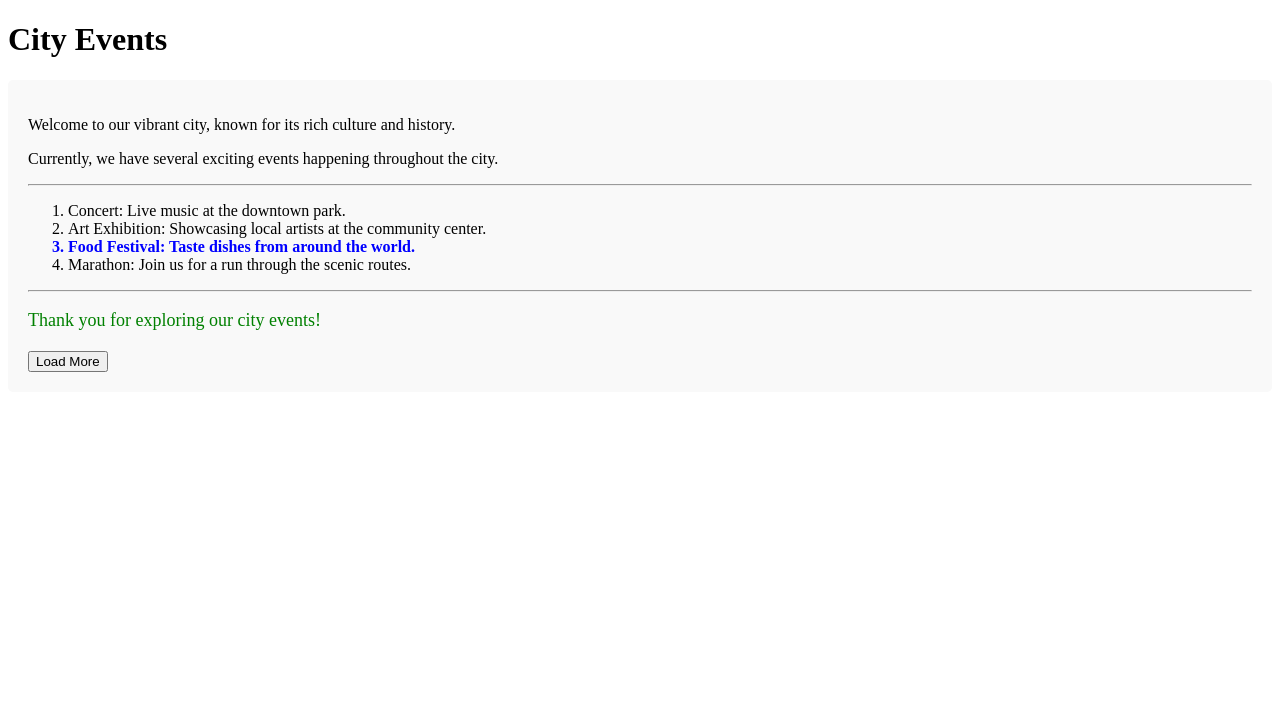 City Events
Welcome to our vibrant city, known for its rich culture and history.
Currently, we have several exciting events happening throughout the city.
1. Concert: Live music at the downtown park.
2. Art Exhibition: Showcasing local artists at the community center.
3. Food Festival: Taste dishes from around the world.
4. Marathon: Join us for a run through the scenic routes.
Thank you for exploring our city events!
Load More